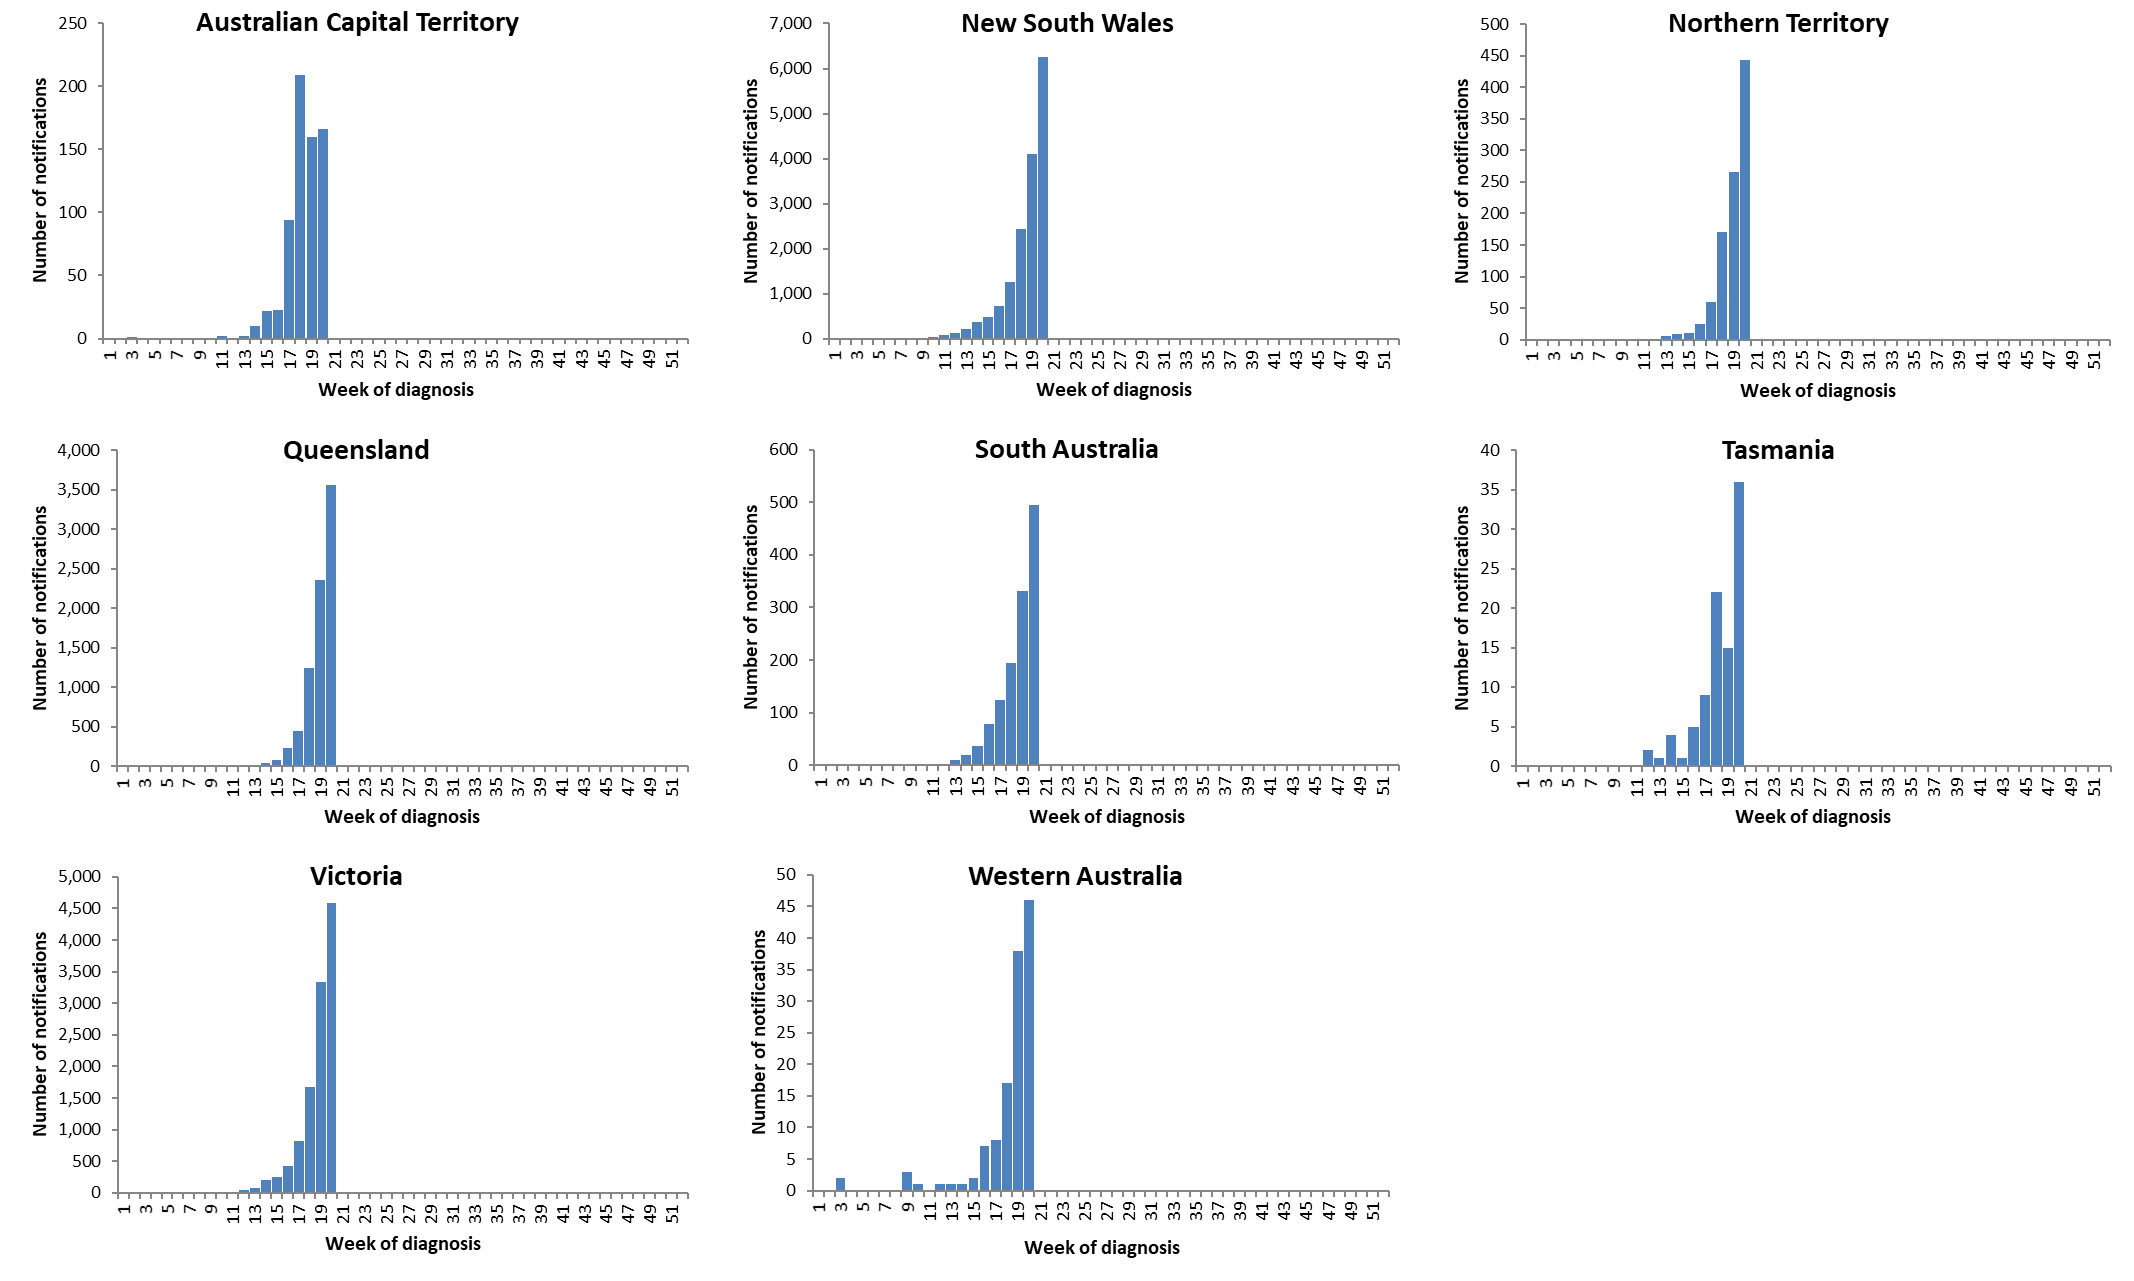 Australian Capital Territory
Number of notifications
250
200
150
100
50
0
1 3 5 7 9 11 13 15 17 19 21 23 25 27 29 31 33 35 37 39 41 43 45 47 49 51
Week of diagnosis
New South Wales
Number of notifications
7,000
6,000
5,000
4,000
3,000
2,000
1,000
0
1 3 5 7 9 11 13 15 17 19 21 23 25 27 29 31 33 35 37 39 41 43 45 47 49 51
Week of diagnosis
Northern Territory
Number of notifications
500
450
400
350
300
250
200
150
100
50
0
1 3 5 7 9 11 13 15 17 19 21 23 25 27 29 31 33 35 37 39 41 43 45 47 49 51
Week of diagnosis
Queensland
Number of notifications
4,000
3,500
3,000
2,500
2,000
1,500
1,000
500
0
1 3 5 7 9 11 13 15 17 19 21 23 25 27 29 31 33 35 37 39 41 43 45 47 49 51
Week of diagnosis
South Australia
Number of notifications
600
500
400
300
200
100
0
1 3 5 7 9 11 13 15 17 19 21 23 25 27 29 31 33 35 37 39 41 43 45 47 49 51
Week of diagnosis
Tasmania
Number of notifications
40
35
30
25
20
15
10
5
0
1 3 5 7 9 11 13 15 17 19 21 23 25 27 29 31 33 35 37 39 41 43 45 47 49 51
Week of diagnosis
Victoria
Number of notifications
5,000
4,500
4,000
3,500
3,000
2,500
2,000
1,500
1,000
500
0
1 3 5 7 9 11 13 15 17 19 21 23 25 27 29 31 33 35 37 39 41 43 45 47 49 51
Week of diagnosis
Western Australia
Number of notifications
50
45
40
35
30
25
20
15
10
5
0
1 3 5 7 9 11 13 15 17 19 21 23 25 27 29 31 33 35 37 39 41 43 45 47 49 51
Week of diagnosis